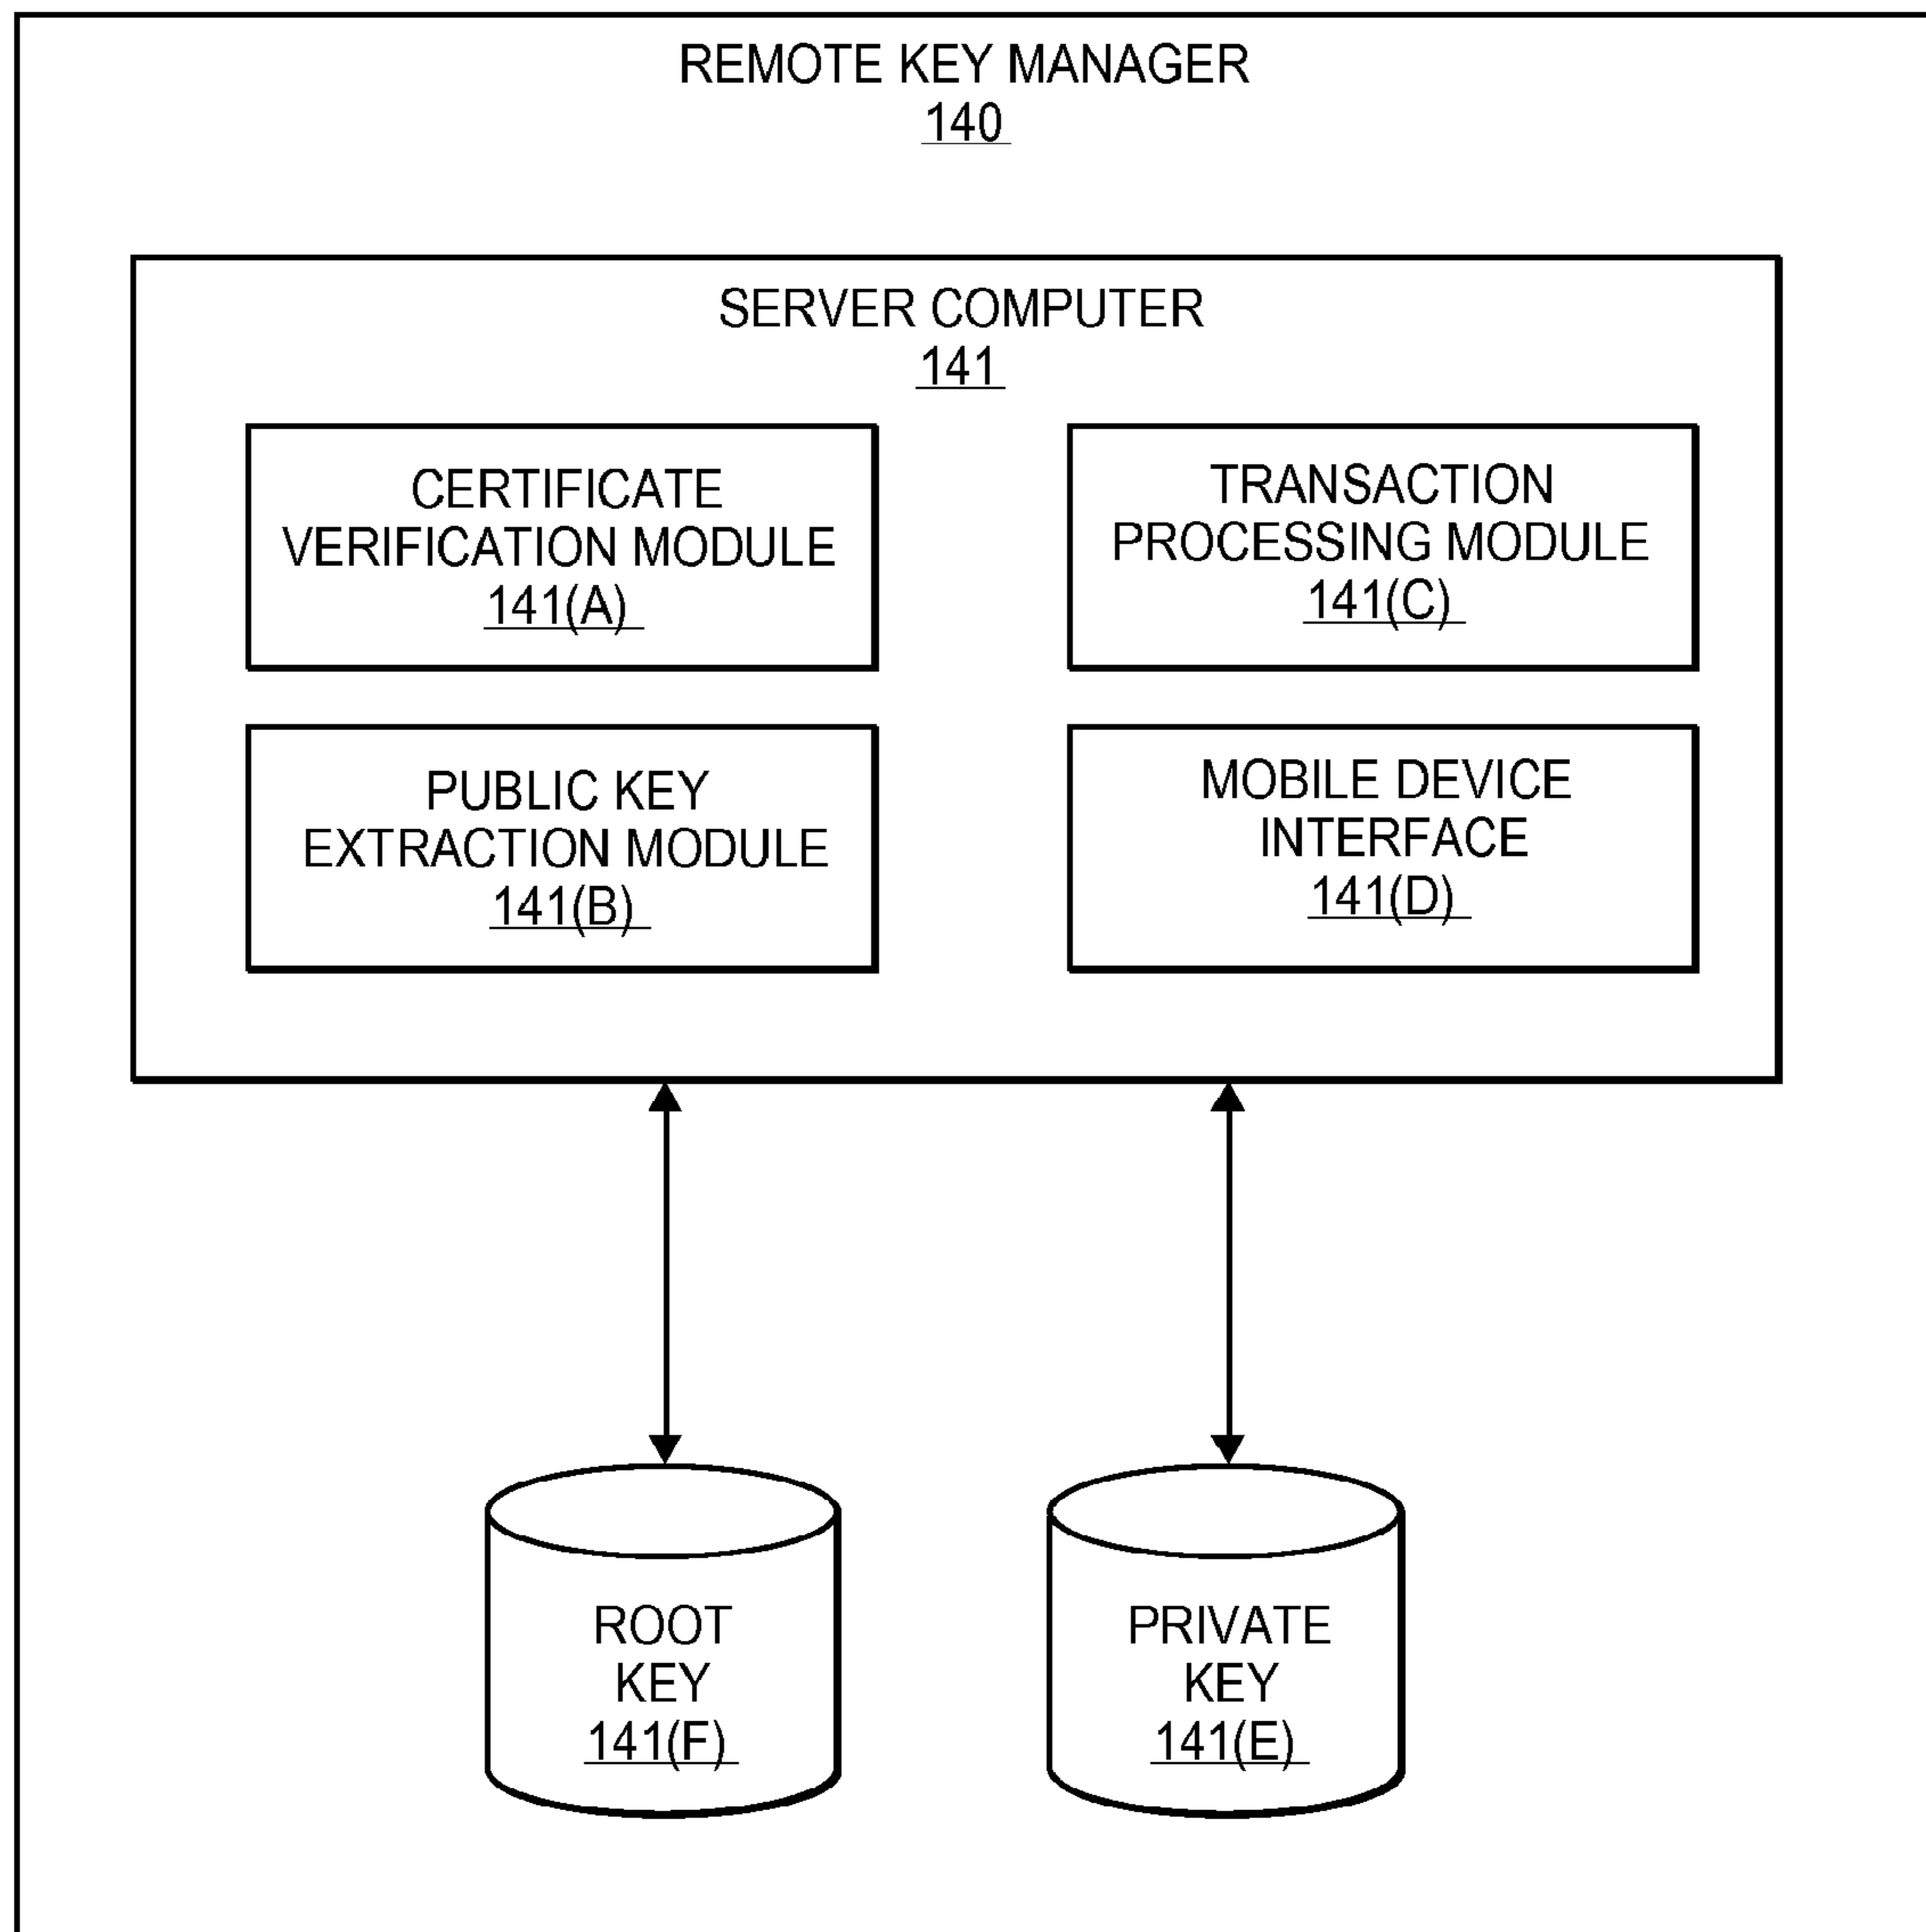 REMOTE KEY MANAGER
140
SERVER COMPUTER
141
CERTIFICATE
VERIFICATION MODULE
141(A)
TRANSACTION
PROCESSING MODULE
141(C)
PUBLIC KEY
EXTRACTION MODULE
141(B)
MOBILE DEVICE
INTERFACE
141(D)
ROOT
KEY
141(F)
PRIVATE
KEY
141(E)